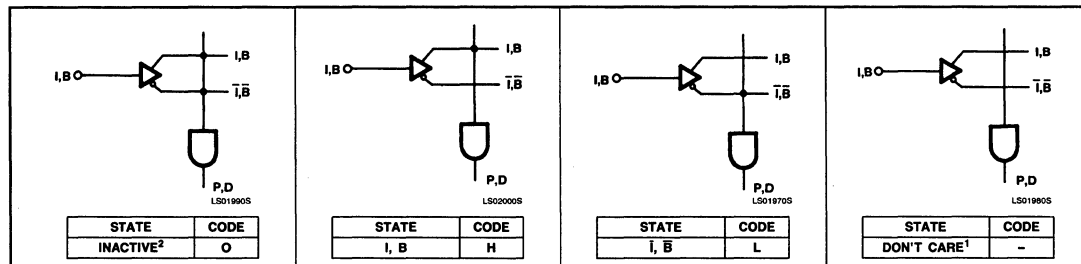 I,B
I,B
Ī,B̄
P,D
LS01990S
STATE CODE
INACTIVE² O
I,B
I,B
Ī,B̄
P,D
LS02000S
STATE CODE
I, B H
I,B
I,B
Ī,B̄
P,D
LS01970S
STATE CODE
Ī, B̄ L
I,B
I,B
Ī,B̄
P,D
LS01980S
STATE CODE
DON'T CARE¹ –